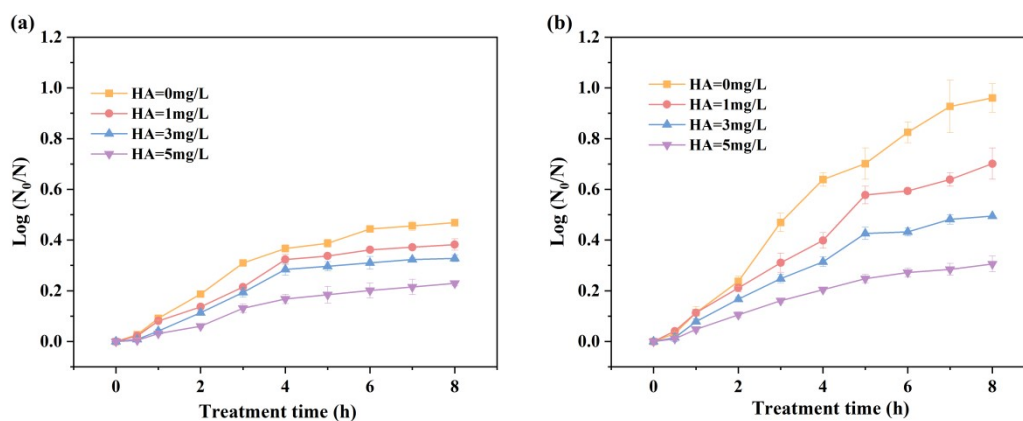 (a)
1.2
1.0
0.8
0.6
0.4
0.2
0.0
Log (N₀/N)
HA=0mg/L
HA=1mg/L
HA=3mg/L
HA=5mg/L
0 2 4 6 8
Treatment time (h)
(b)
1.2
1.0
0.8
0.6
0.4
0.2
0.0
Log (N₀/N)
HA=0mg/L
HA=1mg/L
HA=3mg/L
HA=5mg/L
0 2 4 6 8
Treatment time (h)